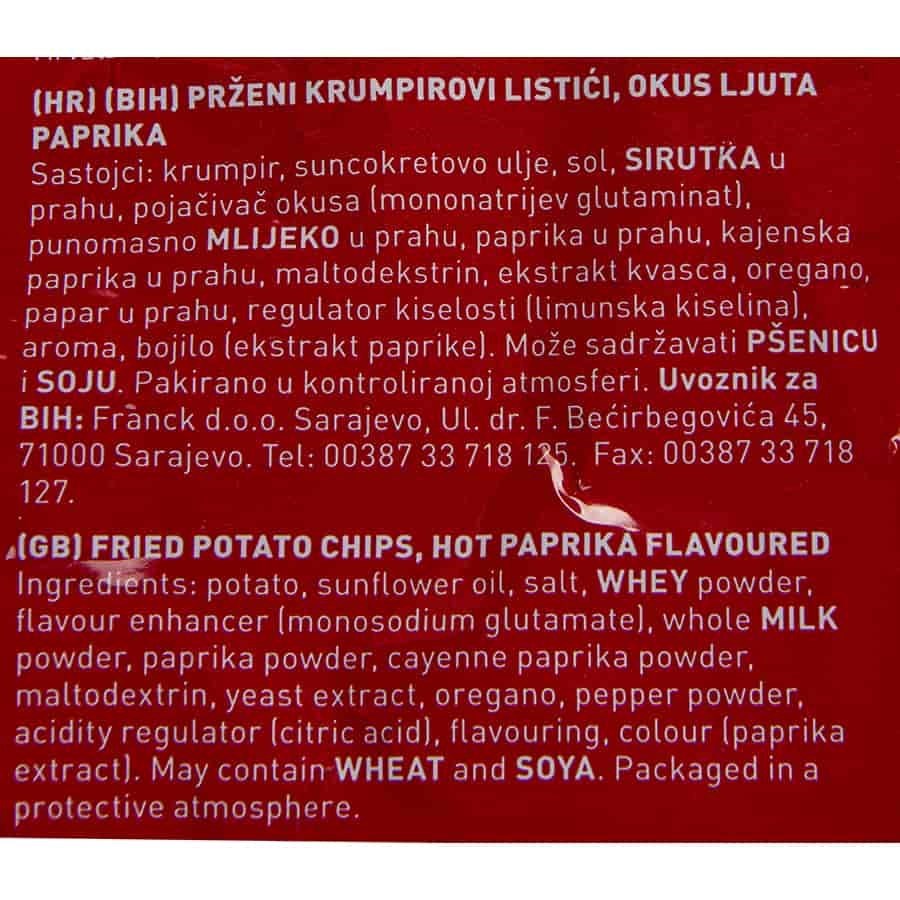 (HR) (BIH) PRŽENI KRUMPIROVI LISTIĆI, OKUS LJUTA
PAPRIKA
Sastojci: krumpir, suncokretovo ulje, sol, SIRUTKA u
prahu, pojačivač okusa (mononatrijev glutaminat),
punomasno MLIJEKO u prahu, paprika u prahu, kajenska
paprika u prahu, maltodekstrin, ekstrakt kvasca, oregano,
papar u prahu, regulator kiselosti (limunska kiselina),
aroma, bojilo (ekstrakt paprike). Može sadržavati PŠENICU
i SOJU. Pakirano u kontroliranoj atmosferi. Uvoznik za
BIH: Franck d.o.o. Sarajevo, Ul. dr. F. Bećirbegovića 45,
71000 Sarajevo. Tel: 00387 33 718 125, Fax: 00387 33 718
127.
(GB) FRIED POTATO CHIPS, HOT PAPRIKA FLAVOURED
Ingredients: potato, sunflower oil, salt, WHEY powder,
flavour enhancer (monosodium glutamate), whole MILK
powder, paprika powder, cayenne paprika powder,
maltodextrin, yeast extract, oregano, pepper powder,
acidity regulator (citric acid), flavouring, colour (paprika
extract). May contain WHEAT and SOYA. Packaged in a
protective atmosphere.